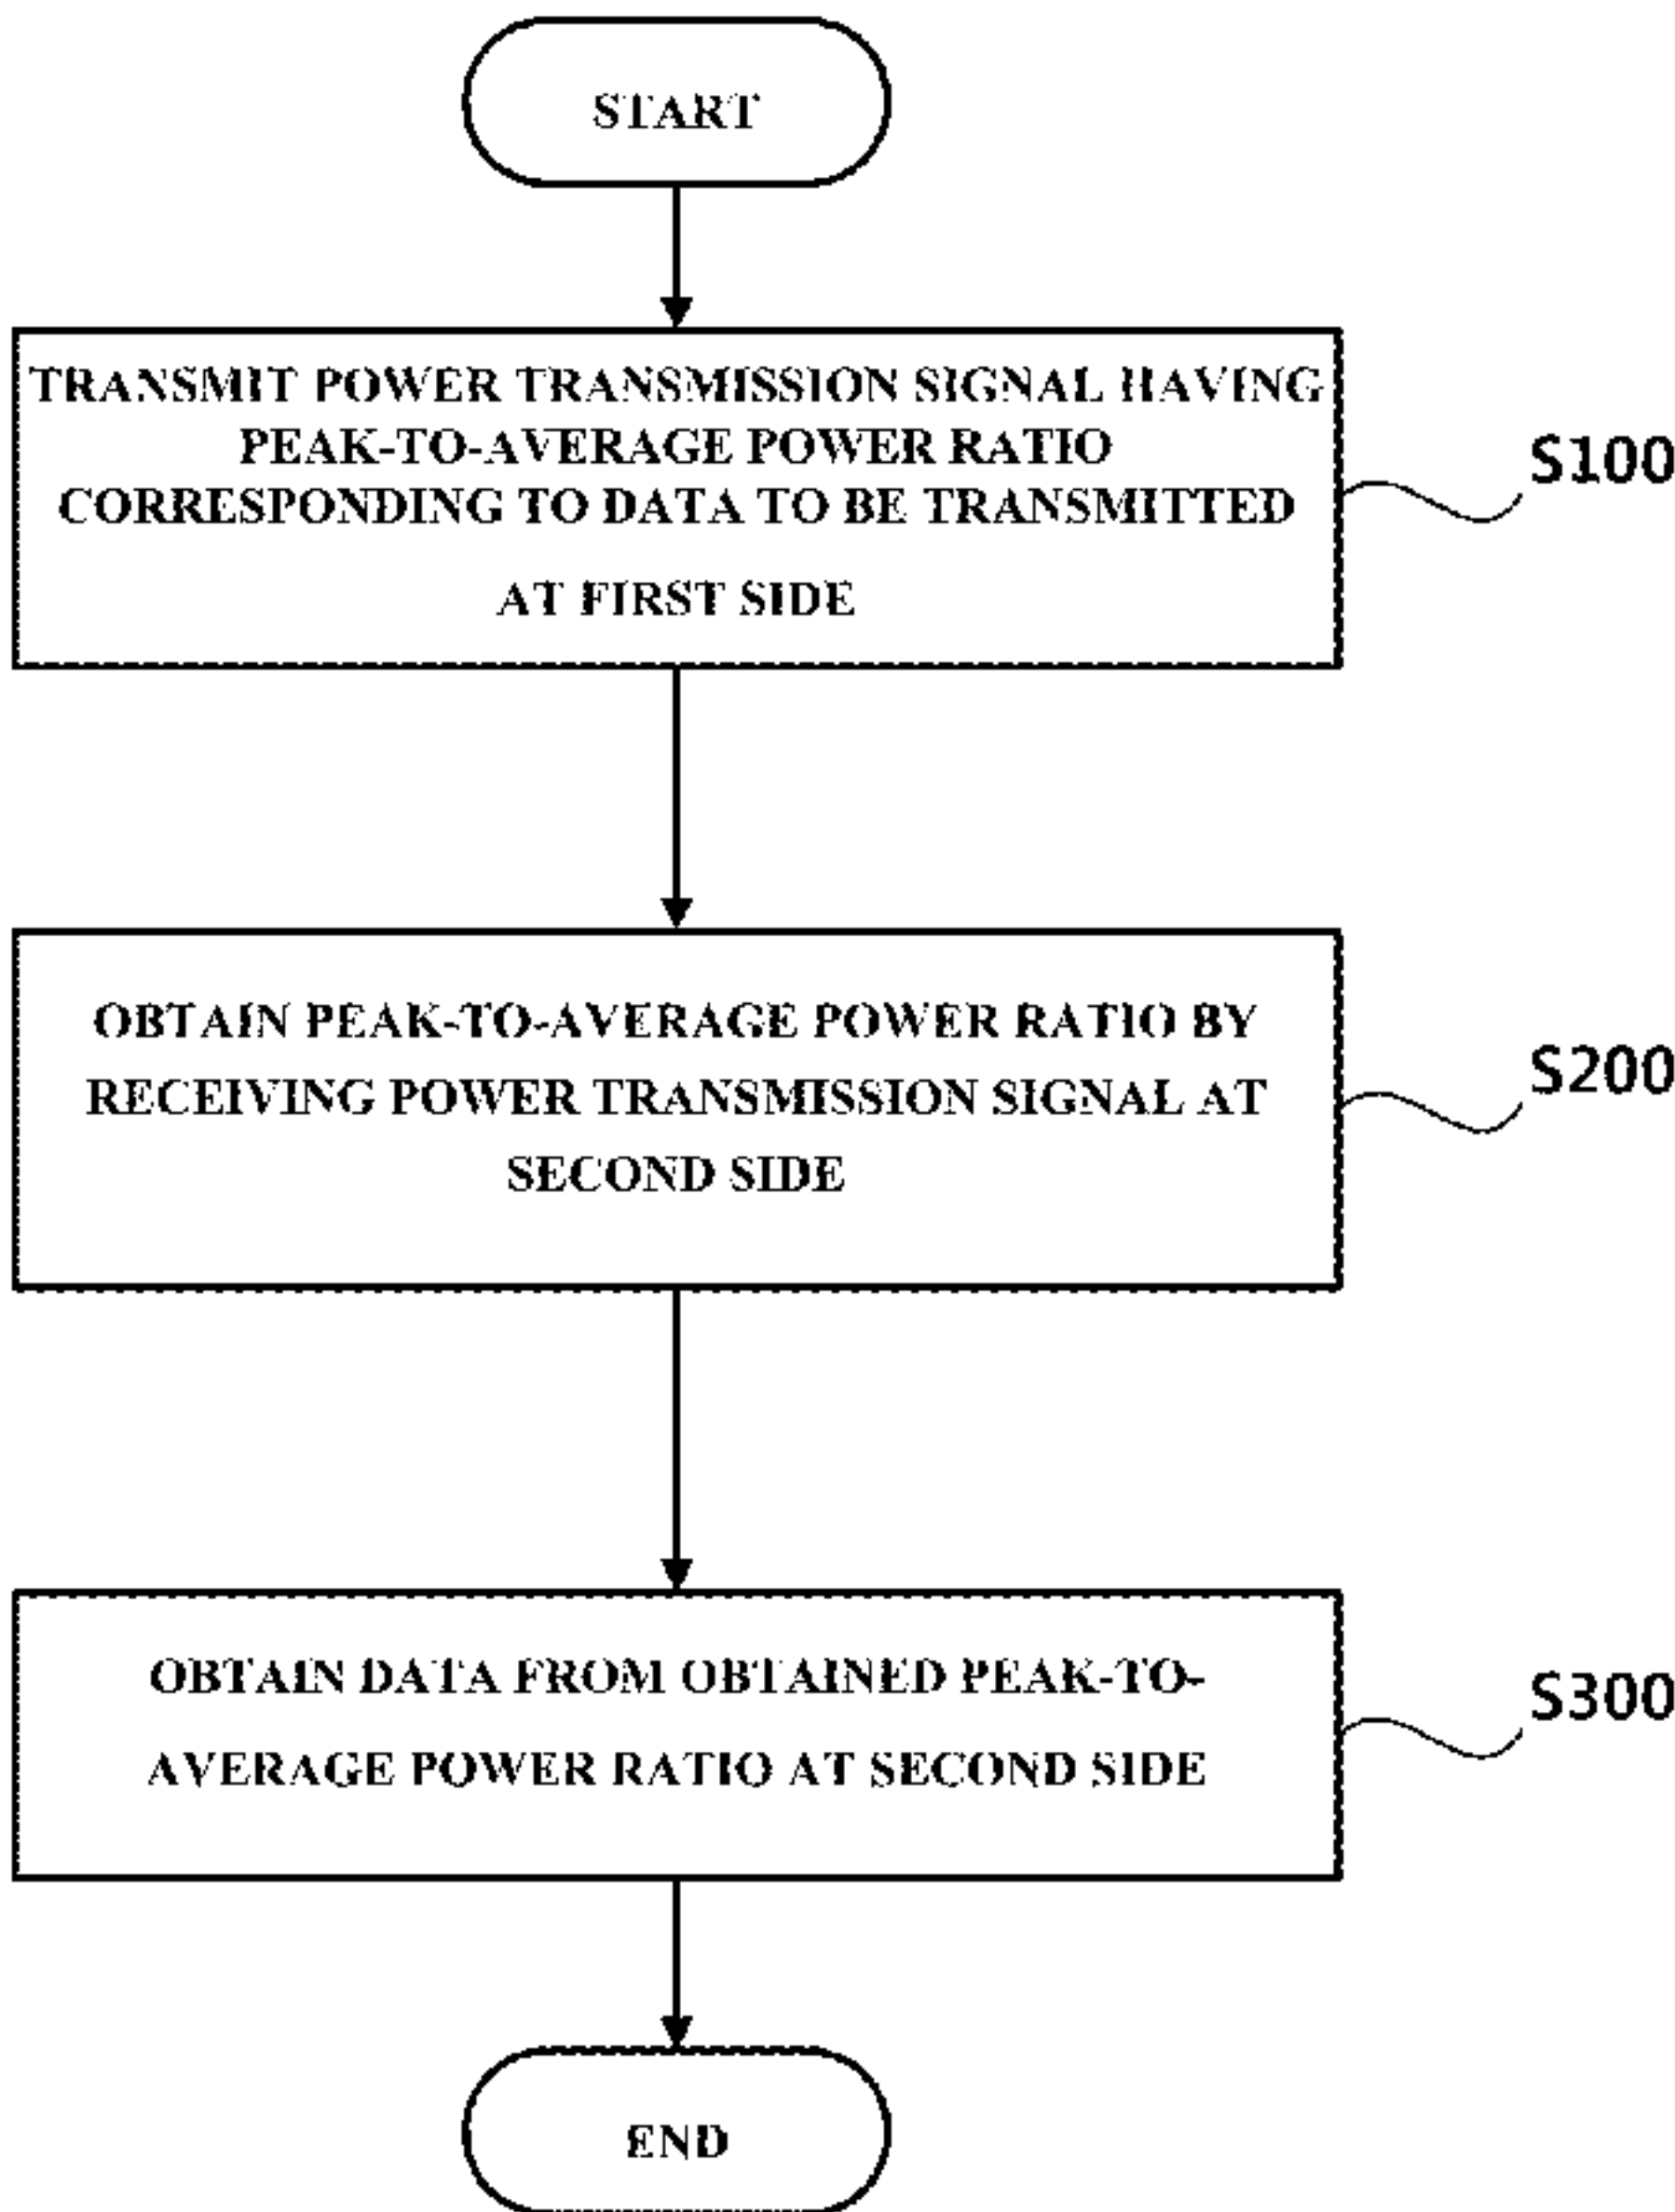 START
TRANSMIT POWER TRANSMISSION SIGNAL HAVING
PEAK-TO-AVERAGE POWER RATIO
CORRESPONDING TO DATA TO BE TRANSMITTED
AT FIRST SIDE
S100
OBTAIN PEAK-TO-AVERAGE POWER RATIO BY
RECEIVING POWER TRANSMISSION SIGNAL AT
SECOND SIDE
S200
OBTAIN DATA FROM OBTAINED PEAK-TO-
AVERAGE POWER RATIO AT SECOND SIDE
S300
END